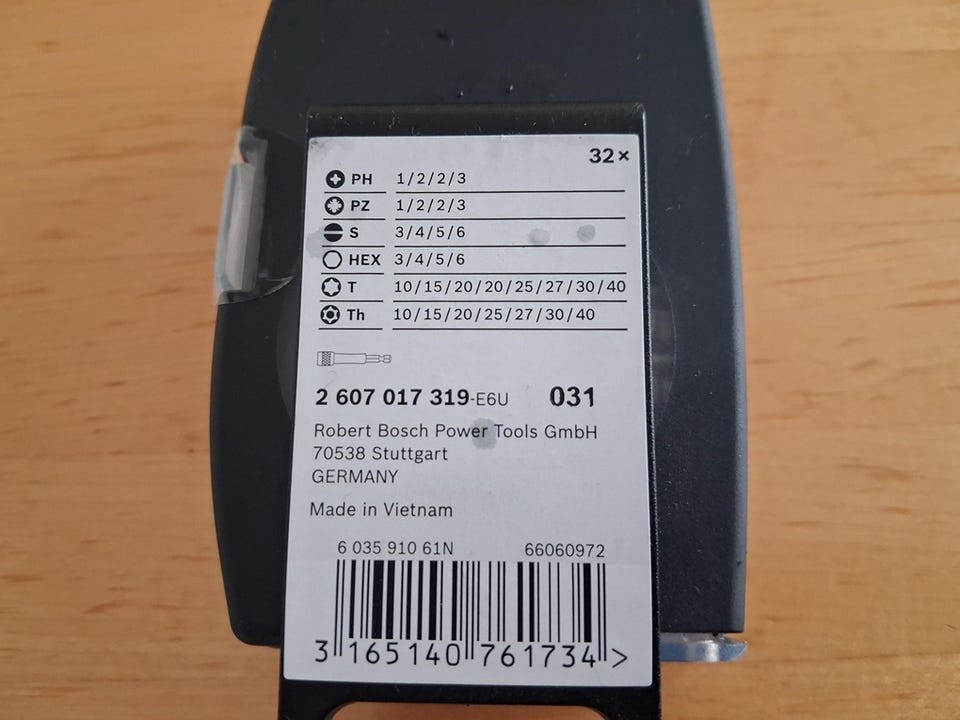 32×
PH 1/2/2/3
PZ 1/2/2/3
S 3/4/5/6
HEX 3/4/5/6
T 10/15/20/20/25/27/30/40
Th 10/15/20/25/27/30/40
2 607 017 319-E6U 031
Robert Bosch Power Tools GmbH
70538 Stuttgart
GERMANY
Made in Vietnam
6 035 910 61N 66060972
3 165140 761734 >